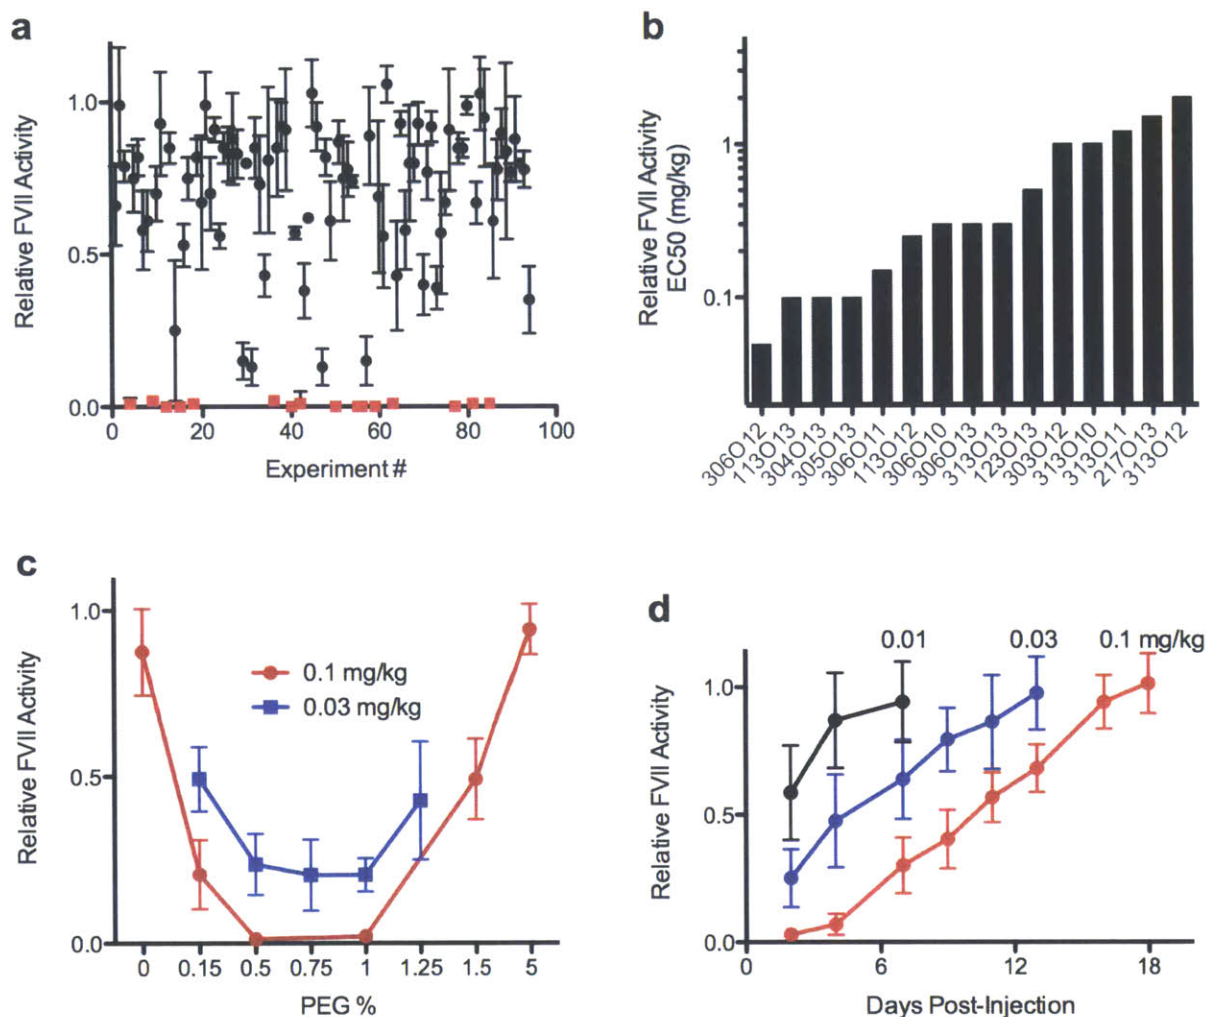 a
Relative FVII Activity
1.0
0.5
0.0
0 20 40 60 80 100
Experiment #
b
Relative FVII Activity
EC50 (mg/kg)
1
0.1
306O12 113O13 304O13 305O13 306O11 113O12 306O10 306O13 313O13 123O13 303O12 313O10 313O11 217O13 313O12
c
Relative FVII Activity
1.0
0.5
0.0
0.1 mg/kg
0.03 mg/kg
0 0.15 0.5 0.75 1 1.25 1.5 5
PEG %
d
Relative FVII Activity
0.01 0.03 0.1 mg/kg
1.0
0.5
0.0
0 6 12 18
Days Post-Injection